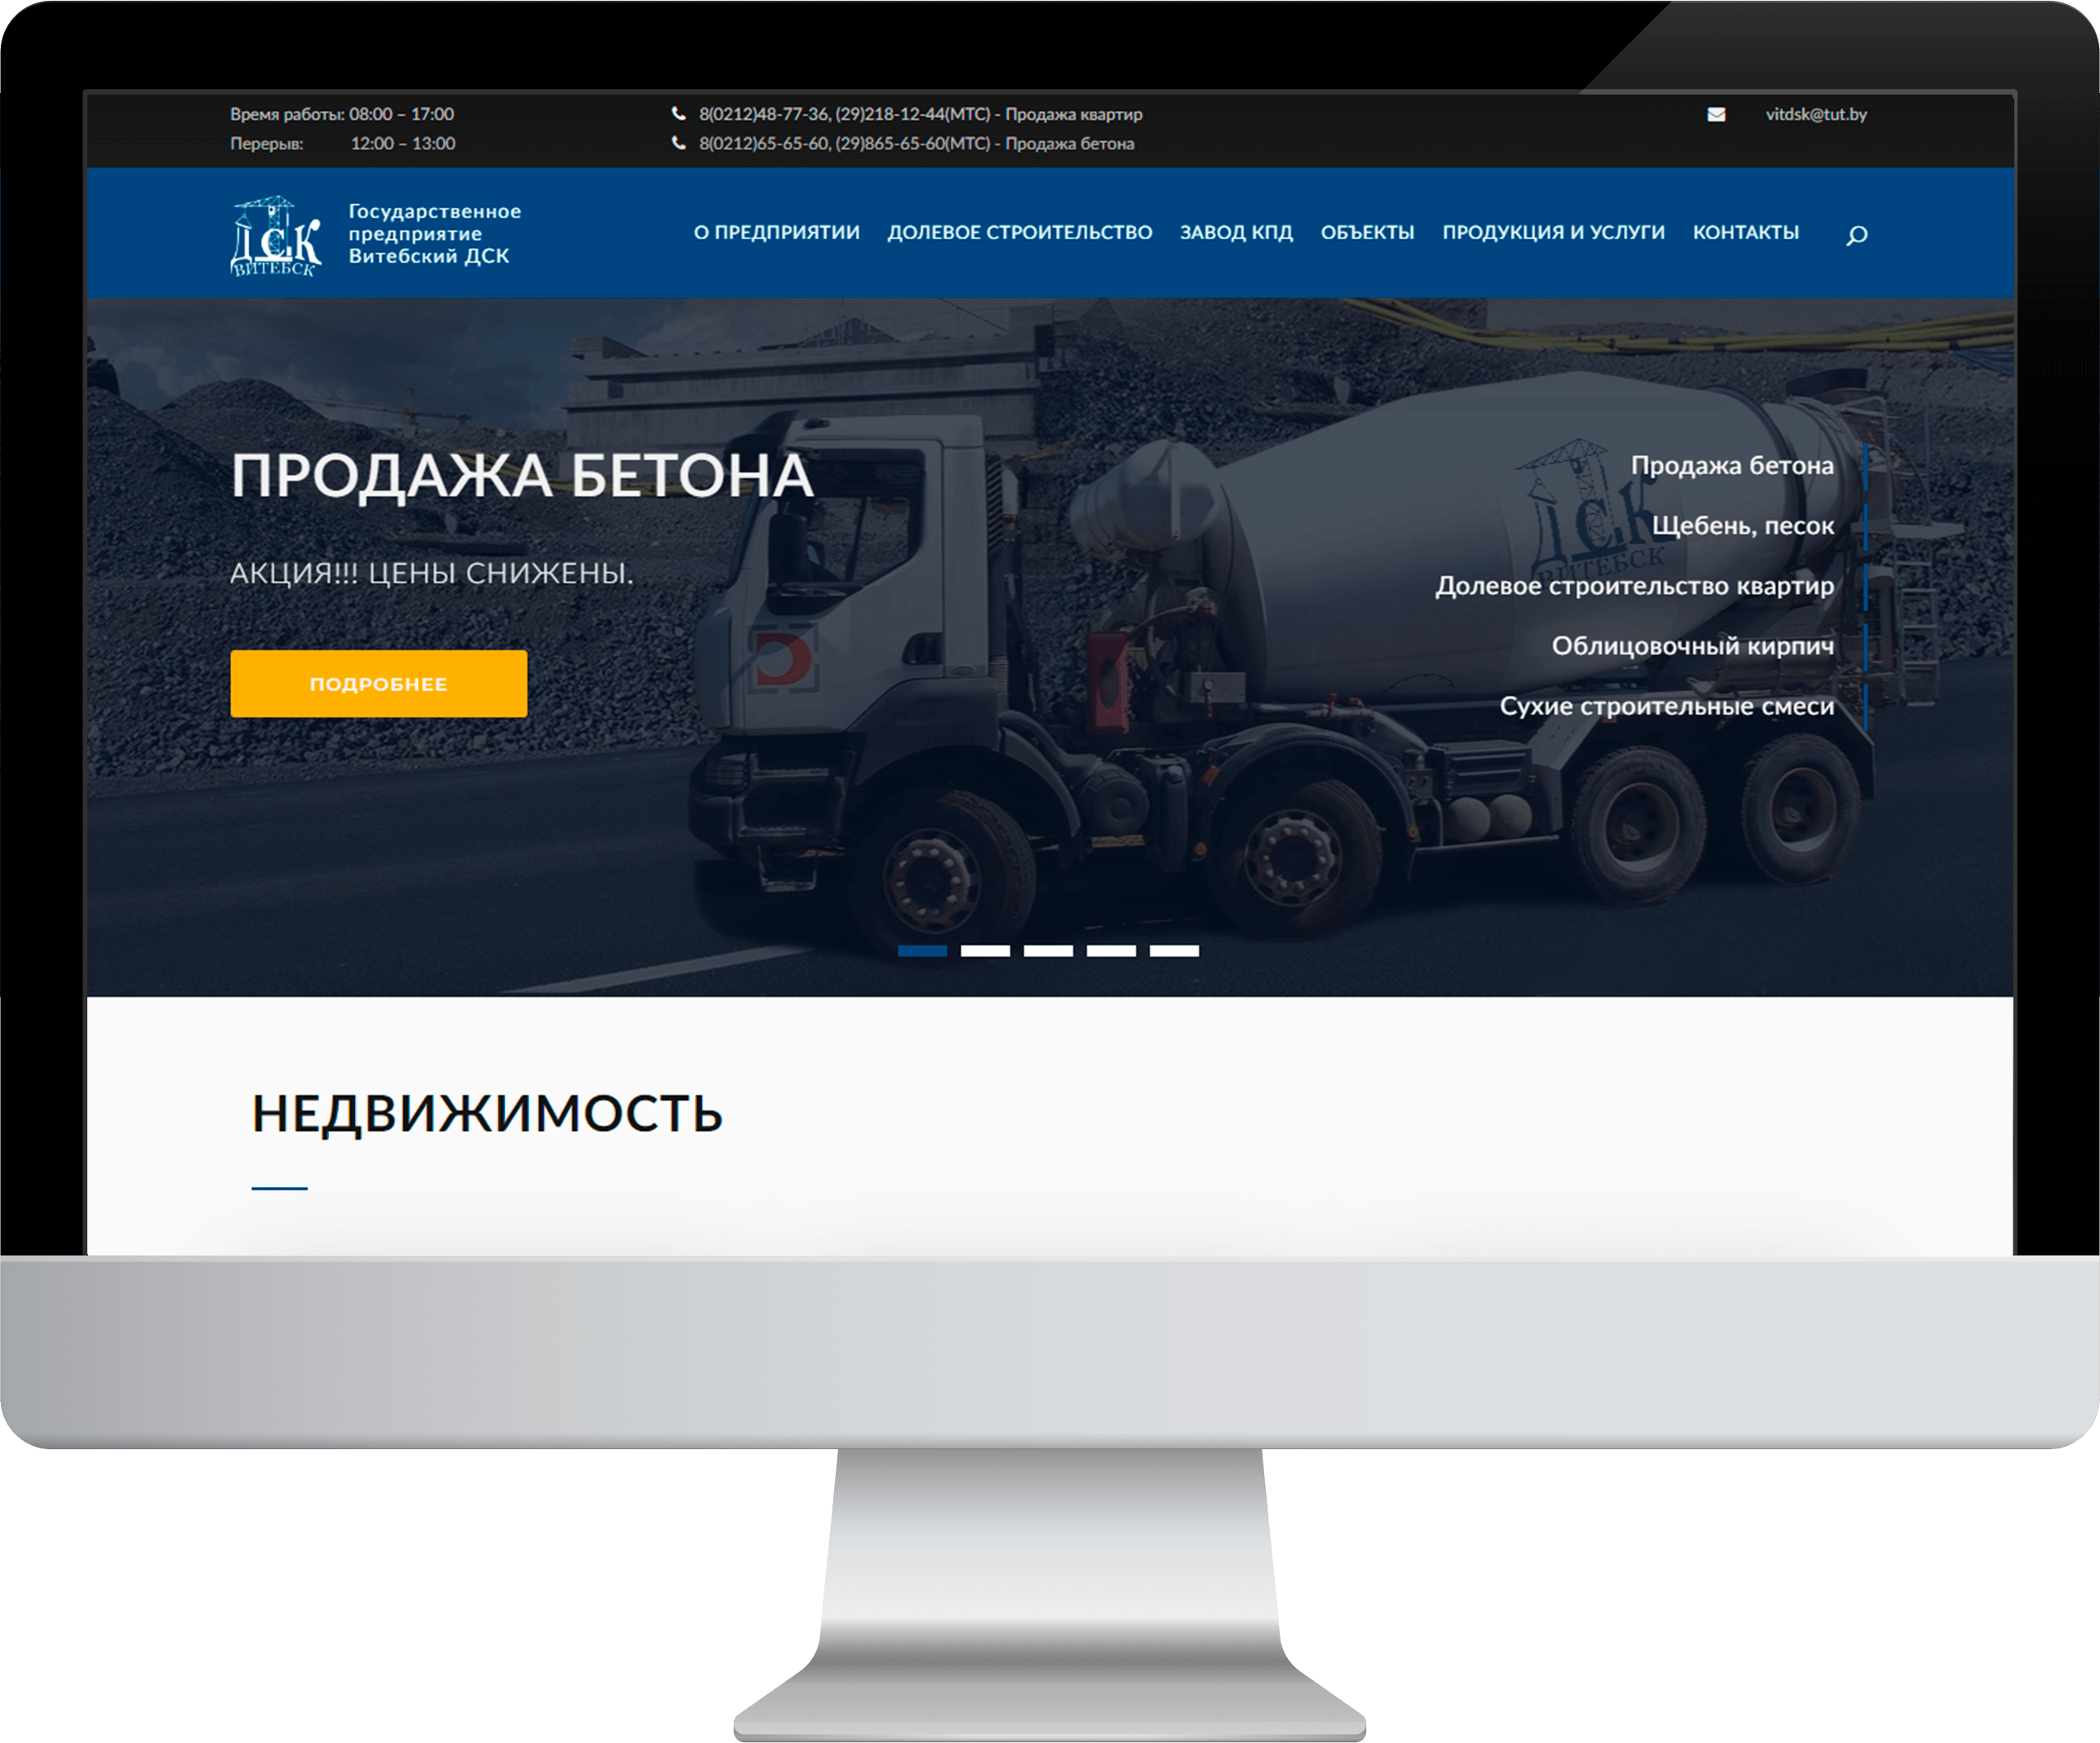 Время работы: 08:00 – 17:00
Перерыв: 12:00 – 13:00
8(0212)48-77-36, (29)218-12-44(МТС) - Продажа квартир
8(0212)65-65-60, (29)865-65-60(МТС) - Продажа бетона
vitdsk@tut.by
ДСК
ВИТЕБСК
Государственное
предприятие
Витебский ДСК
О ПРЕДПРИЯТИИ ДОЛЕВОЕ СТРОИТЕЛЬСТВО ЗАВОД КПД ОБЪЕКТЫ ПРОДУКЦИЯ И УСЛУГИ КОНТАКТЫ
ПРОДАЖА БЕТОНА
АКЦИЯ!!! ЦЕНЫ СНИЖЕНЫ.
ПОДРОБНЕЕ
ДСК
ВИТЕБСК
Продажа бетона
Щебень, песок
Долевое строительство квартир
Облицовочный кирпич
Сухие строительные смеси
НЕДВИЖИМОСТЬ